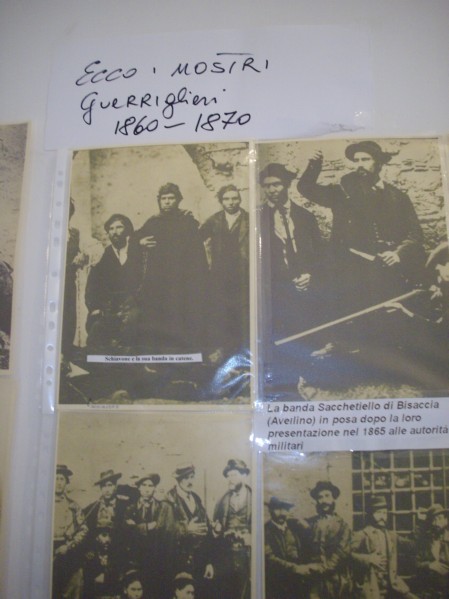 ECCO i MOSTRI
GUERRIGLIERI
1860-1870
Schiavone e la sua banda in catene.
La banda Sacchetiello di Bisaccia
(Avellino) in posa dopo la loro
presentazione nel 1865 alle autorità
militari